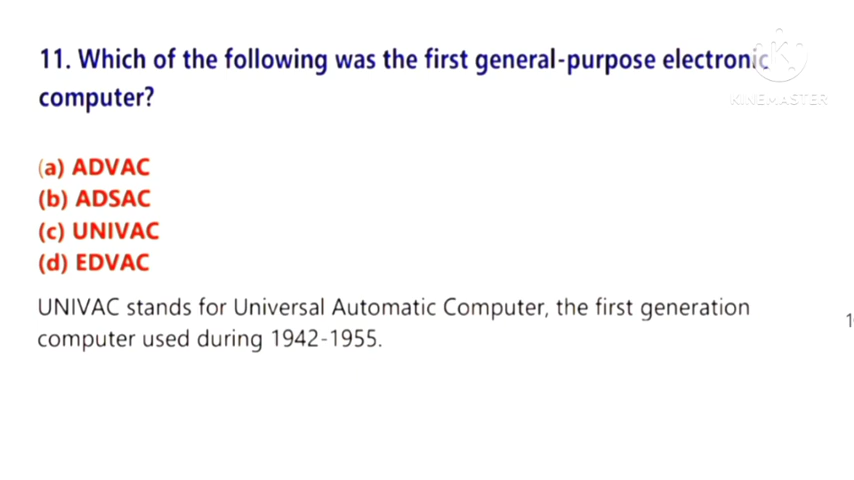 11. Which of the following was the first general-purpose electronic
computer?
KINEMASTER
(a) ADVAC
(b) ADSAC
(c) UNIVAC
(d) EDVAC
UNIVAC stands for Universal Automatic Computer, the first generation
computer used during 1942-1955.